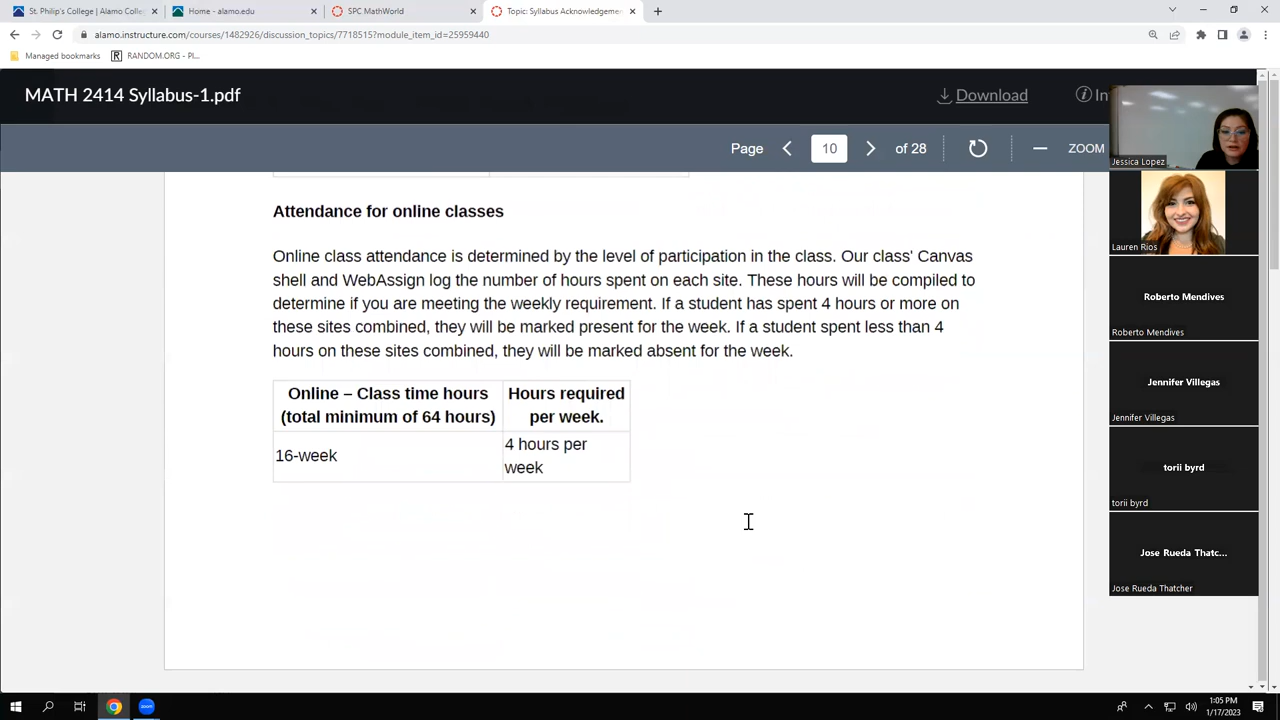 St. Philip's College | Alamo Colleg
Home - alamo.edu
SPC MathWorld
Topic: Syllabus Acknowledgemen
alamo.instructure.com/courses/1482926/discussion_topics/7718515?module_item_id=25959440
Managed bookmarks
RANDOM.ORG - Pi...
MATH 2414 Syllabus-1.pdf
Download
In
Page
10
of 28
ZOOM
Attendance for online classes
Online class attendance is determined by the level of participation in the class. Our class' Canvas
shell and WebAssign log the number of hours spent on each site. These hours will be compiled to
determine if you are meeting the weekly requirement. If a student has spent 4 hours or more on
these sites combined, they will be marked present for the week. If a student spent less than 4
hours on these sites combined, they will be marked absent for the week.
Online – Class time hours
(total minimum of 64 hours)
Hours required
per week.
16-week
4 hours per
week
Jessica Lopez
Lauren Rios
Roberto Mendives
Roberto Mendives
Jennifer Villegas
Jennifer Villegas
torii byrd
torii byrd
Jose Rueda Thatc...
Jose Rueda Thatcher
zoom
1:05 PM
1/17/2023